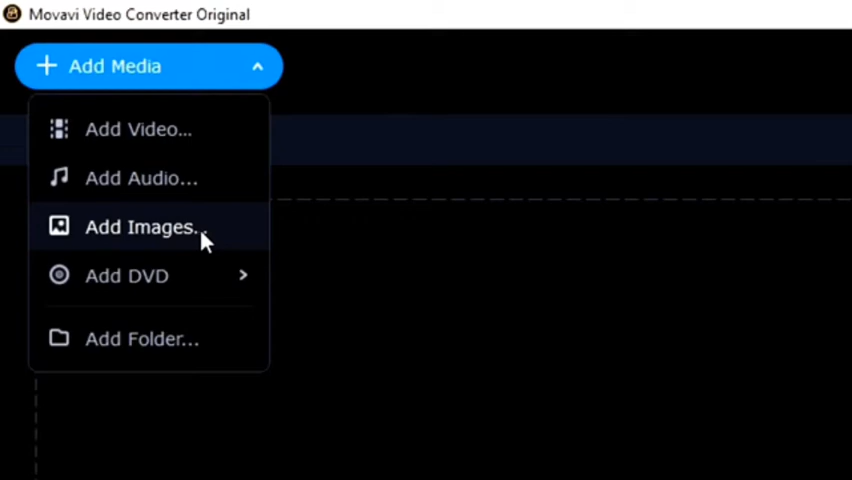 Movavi Video Converter Original
Add Media
Add Video...
Add Audio...
Add Images...
Add DVD
Add Folder...